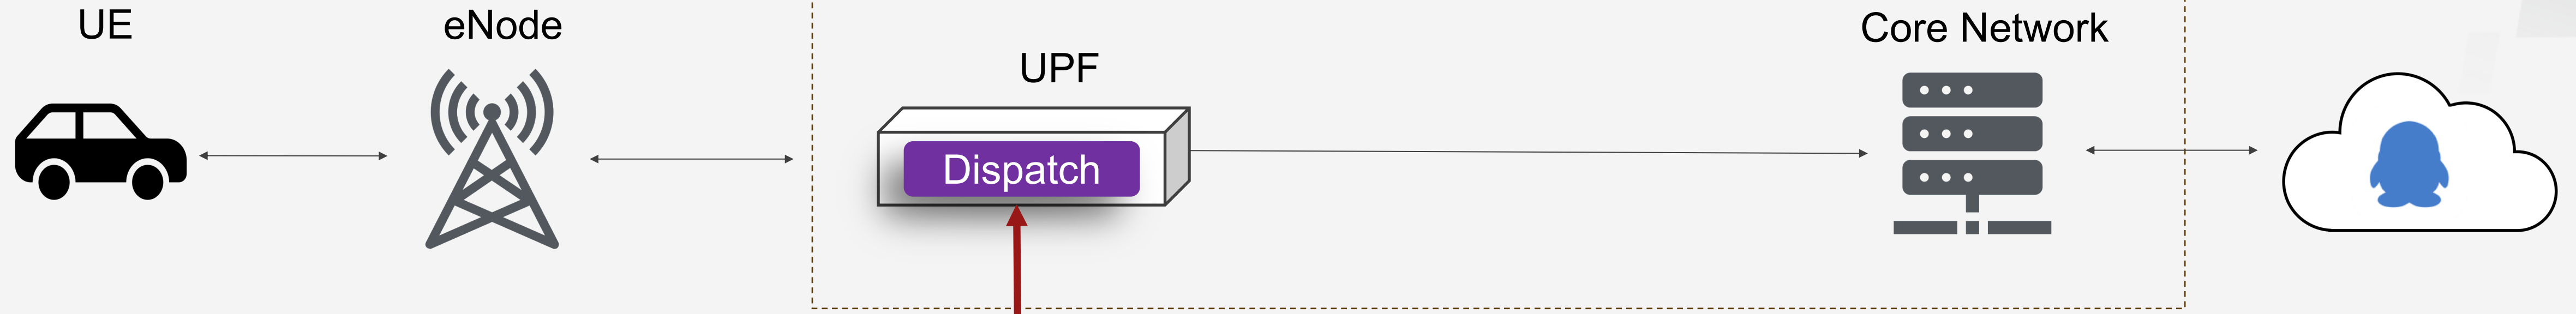 UE
eNode
UPF
Core Network
Dispatch